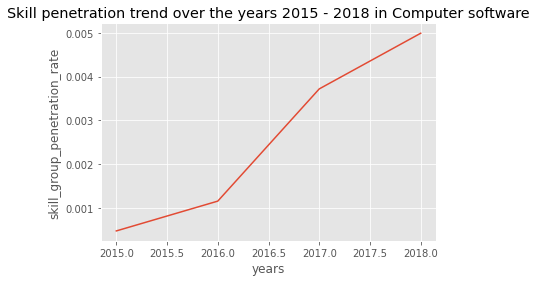 Skill penetration trend over the years 2015 - 2018 in Computer software
0.005
0.004
0.003
0.002
0.001
skill_group_penetration_rate
2015.0 2015.5 2016.0 2016.5 2017.0 2017.5 2018.0
years